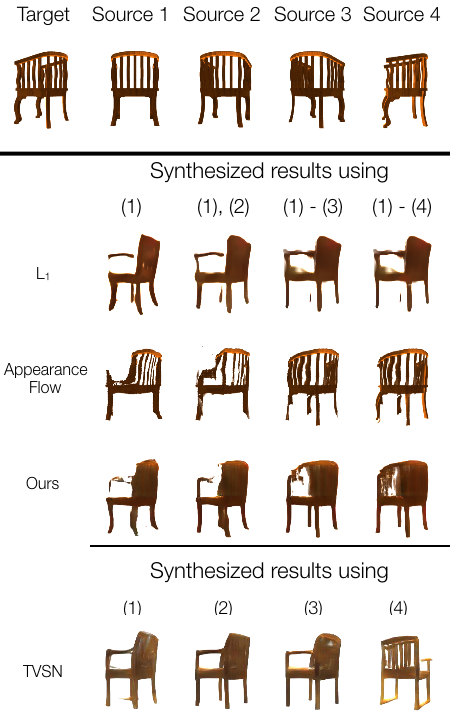 Target Source 1 Source 2 Source 3 Source 4
Synthesized results using
(1) (1), (2) (1) - (3) (1) - (4)
L₁
Appearance
Flow
Ours
Synthesized results using
(1) (2) (3) (4)
TVSN